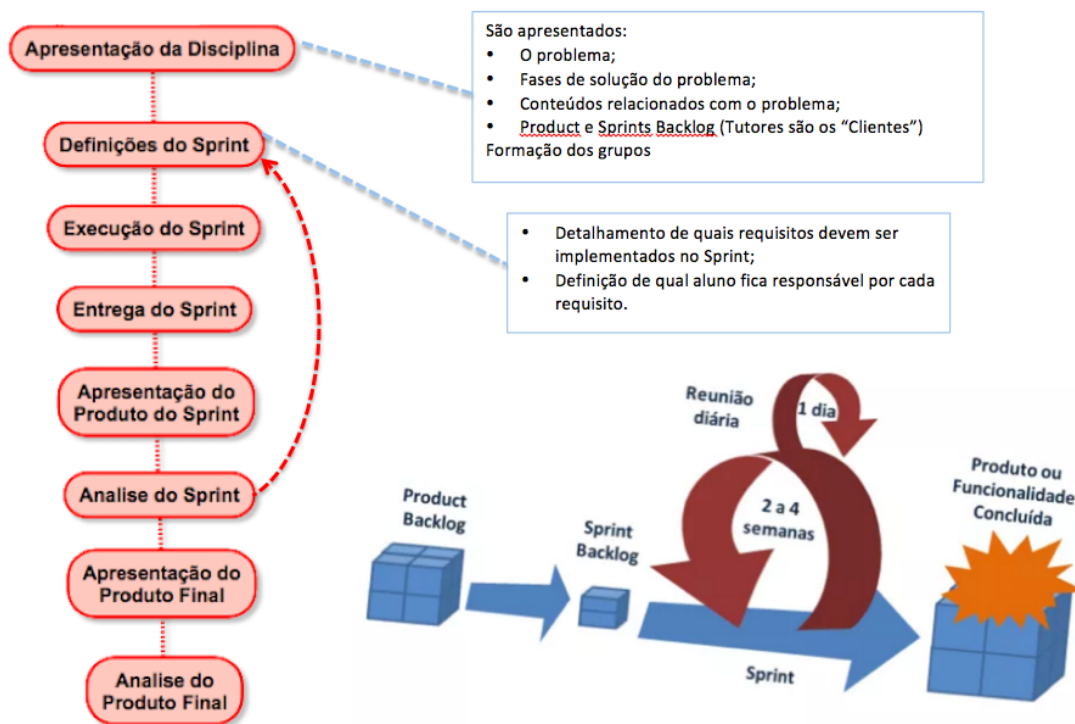 Apresentação da Disciplina
Definições do Sprint
Execução do Sprint
Entrega do Sprint
Apresentação do
Produto do Sprint
Analise do Sprint
Apresentação do
Produto Final
Analise do
Produto Final
São apresentados:
• O problema;
• Fases de solução do problema;
• Conteúdos relacionados com o problema;
• Product e Sprints Backlog (Tutores são os “Clientes”)
Formação dos grupos
• Detalhamento de quais requisitos devem ser
implementados no Sprint;
• Definição de qual aluno fica responsável por cada
requisito.
Product
Backlog
Sprint
Backlog
Reunião
diária
1 dia
2 a 4
semanas
Sprint
Produto ou
Funcionalidade
Concluída